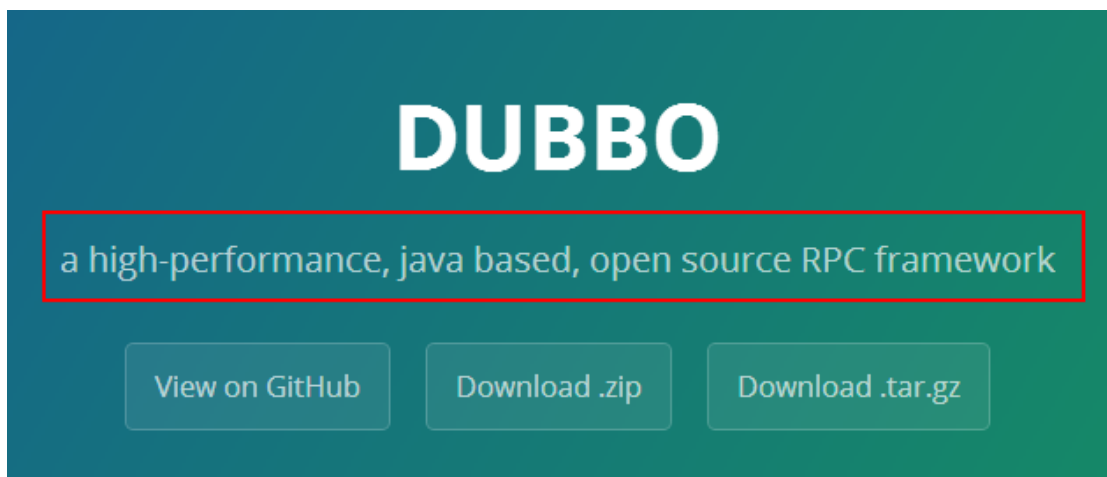 DUBBO
a high-performance, java based, open source RPC framework
View on GitHub
Download .zip
Download .tar.gz